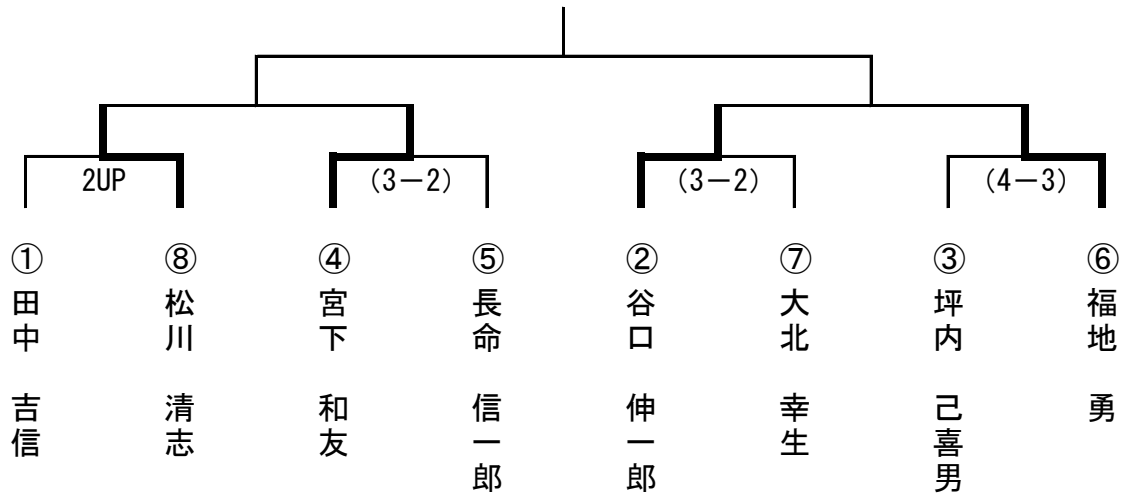 2UP
(3-2)
(3-2)
(4-3)
①
田中 吉信
⑧
松川 清志
④
宮下 和友
⑤
長命 信一郎
②
谷口 伸一郎
⑦
大北 幸生
③
坪内 己喜男
⑥
福地 勇